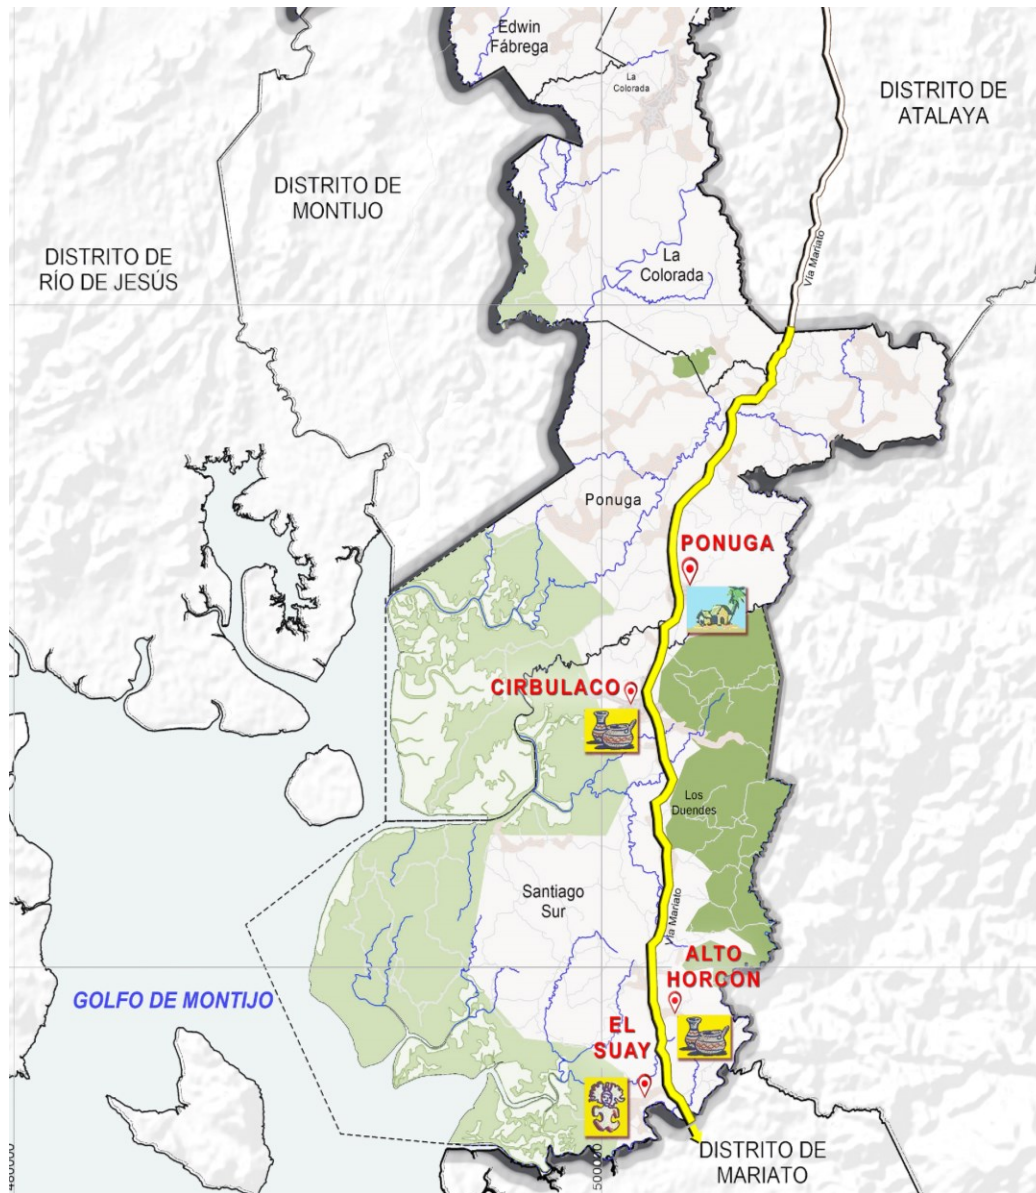 Edwin
Fábrega
La
Colorada
DISTRITO DE
ATALAYA
DISTRITO DE
MONTIJO
DISTRITO DE
RÍO DE JESÚS
La
Colorada
Vía Mariato
Ponuga
PONUGA
CIRBULACO
Los
Duendes
Santiago
Sur
Vía Mariato
ALTO
HORCON
GOLFO DE MONTIJO
EL
SUAY
DISTRITO DE
MARIATO
480000
500000